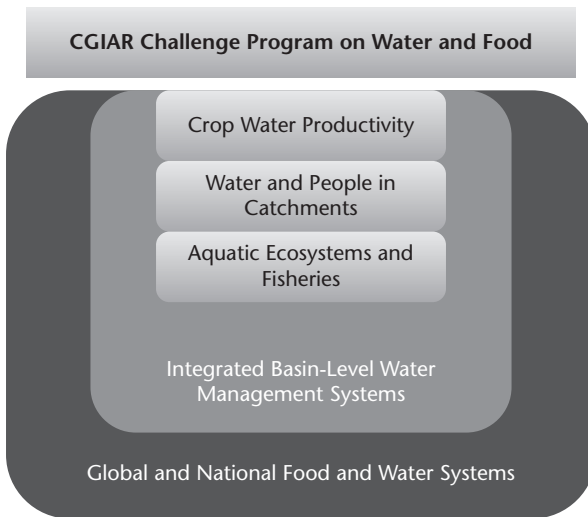 CGIAR Challenge Program on Water and Food
Crop Water Productivity
Water and People in
Catchments
Aquatic Ecosystems and
Fisheries
Integrated Basin-Level Water
Management Systems
Global and National Food and Water Systems